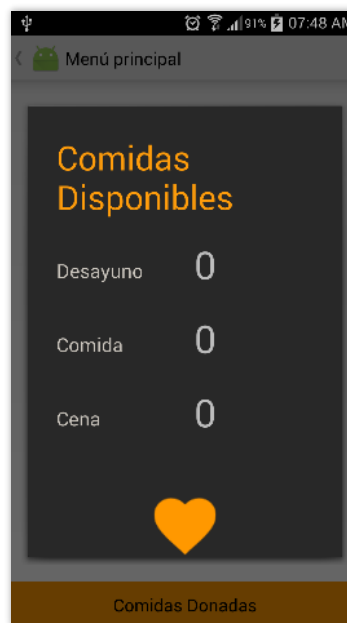 91% 07:48 AM
Menú principal
Comidas
Disponibles
Desayuno 0
Comida 0
Cena 0
Comidas Donadas